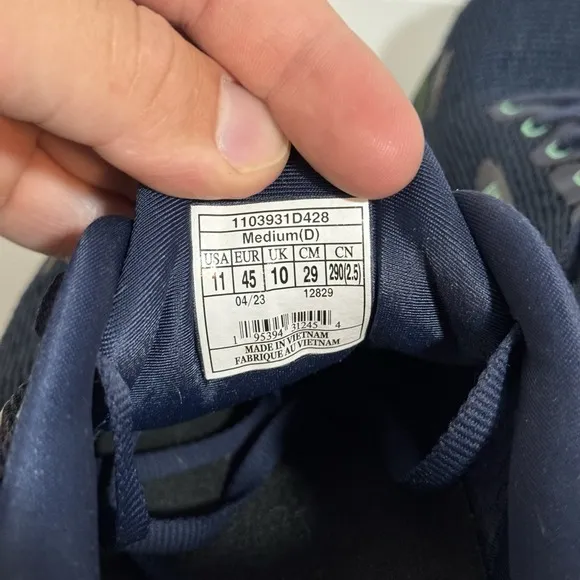 1103931D428
Medium(D)
USA EUR UK CM CN
11 45 10 29 290(2.5)
04/23 12829
1 95394 31245 4
MADE IN VIETNAM
FABRIQUE AU VIETNAM